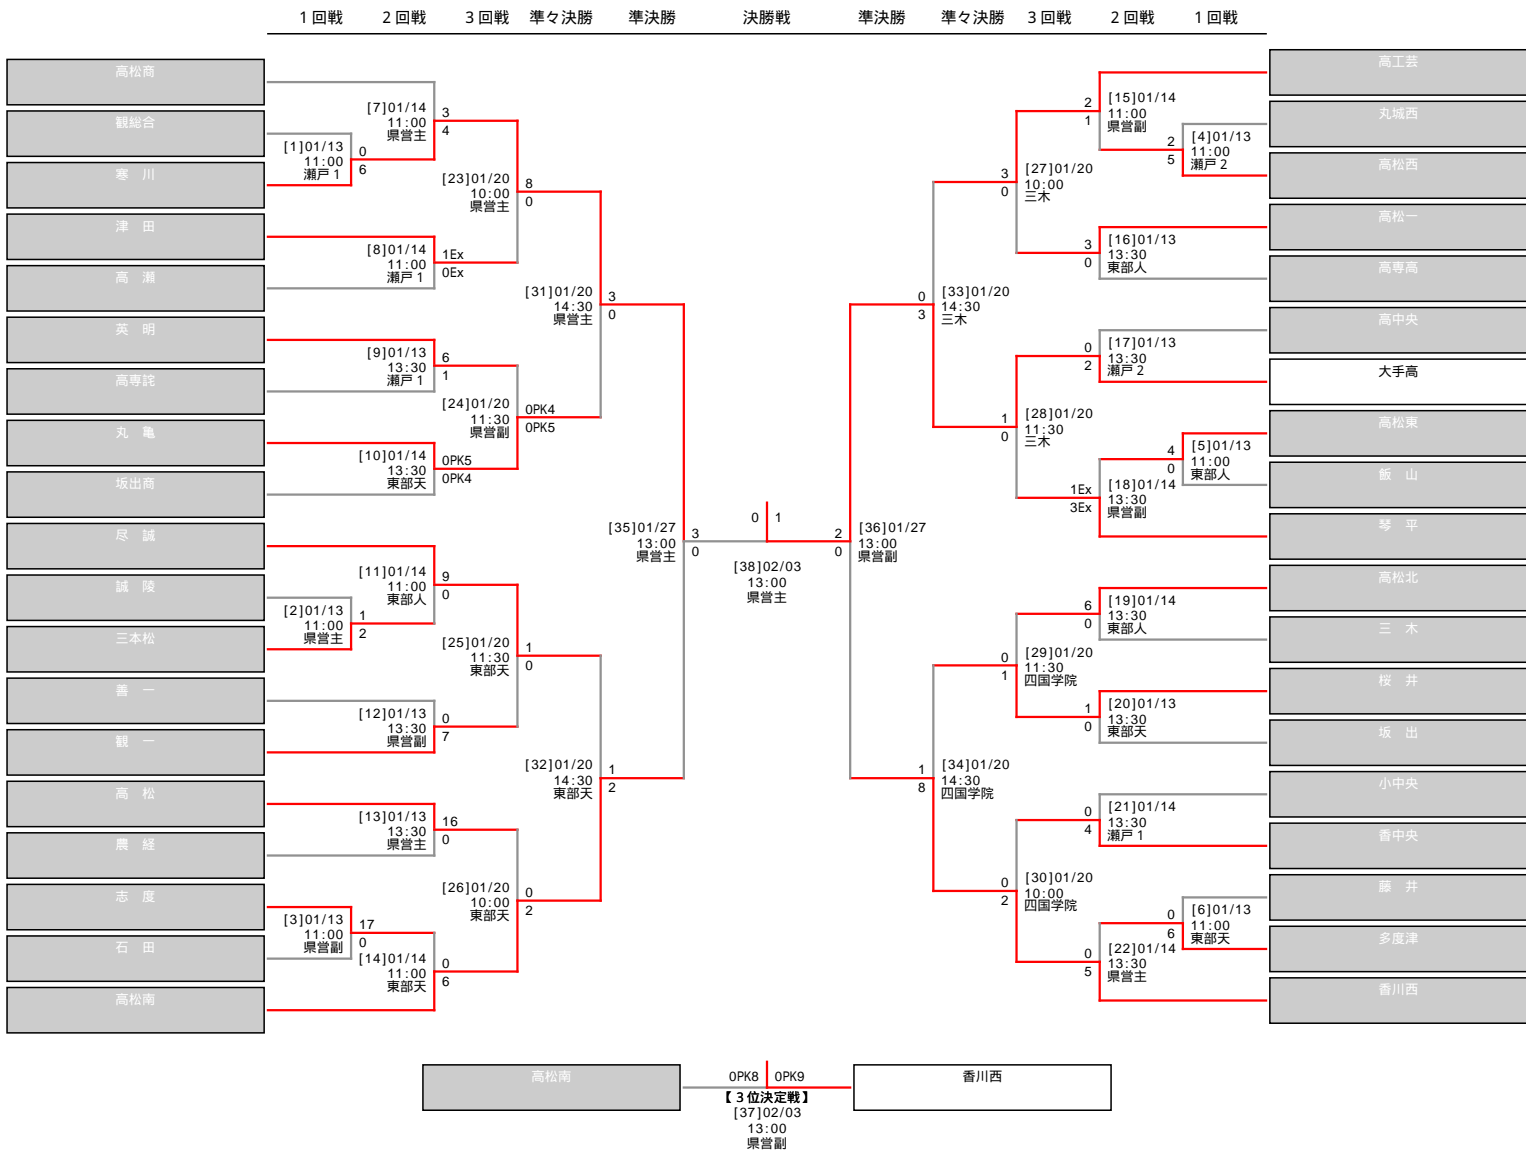 1回戦 2回戦 3回戦 準々決勝 準決勝 決勝戦 準決勝 準々決勝 3回戦 2回戦 1回戦
高松商
観総合
寒 川
津 田
高 瀬
英 明
高専詫
丸 亀
坂出商
尽 誠
誠 陵
三本松
善 一
観 一
高 松
農 経
志 度
石 田
高松南
[1]01/13
11:00
瀬戸1
0
6
[2]01/13
11:00
県営主
1
2
[3]01/13
11:00
県営副
17
0
[7]01/14
11:00
県営主
3
4
[8]01/14
11:00
瀬戸1
1Ex
0Ex
[9]01/13
13:30
瀬戸1
6
1
[10]01/14
13:30
東部天
0PK5
0PK4
[11]01/14
11:00
東部人
9
0
[12]01/13
13:30
県営副
0
7
[13]01/13
13:30
県営主
16
0
[14]01/14
11:00
東部天
0
6
[23]01/20
10:00
県営主
8
0
[24]01/20
11:30
県営副
0PK4
0PK5
[25]01/20
11:30
東部天
1
0
[26]01/20
10:00
東部天
0
2
[31]01/20
14:30
県営主
3
0
[32]01/20
14:30
東部天
1
2
[35]01/27
13:00
県営主
3
0
0 1
[38]02/03
13:00
県営主
2
0
[36]01/27
13:00
県営副
0
3
[33]01/20
14:30
三木
1
8
[34]01/20
14:30
四国学院
3
0
[27]01/20
10:00
三木
1
0
[28]01/20
11:30
三木
0
1
[29]01/20
11:30
四国学院
0
2
[30]01/20
10:00
四国学院
2
1
[15]01/14
11:00
県営副
3
0
[16]01/13
13:30
東部人
0
2
[17]01/13
13:30
瀬戸2
1Ex
3Ex
[18]01/14
13:30
県営副
6
0
[19]01/14
13:30
東部人
1
0
[20]01/13
13:30
東部天
0
4
[21]01/14
13:30
瀬戸1
0
5
[22]01/14
13:30
県営主
2
5
[4]01/13
11:00
瀬戸2
4
0
[5]01/13
11:00
東部人
0
6
[6]01/13
11:00
東部天
高工芸
丸城西
高松西
高松一
高専高
高中央
大手高
高松東
飯 山
琴 平
高松北
三 木
桜 井
坂 出
小中央
香中央
藤 井
多度津
香川西
高松南 0PK8 0PK9 香川西
【3位決定戦】
[37]02/03
13:00
県営副